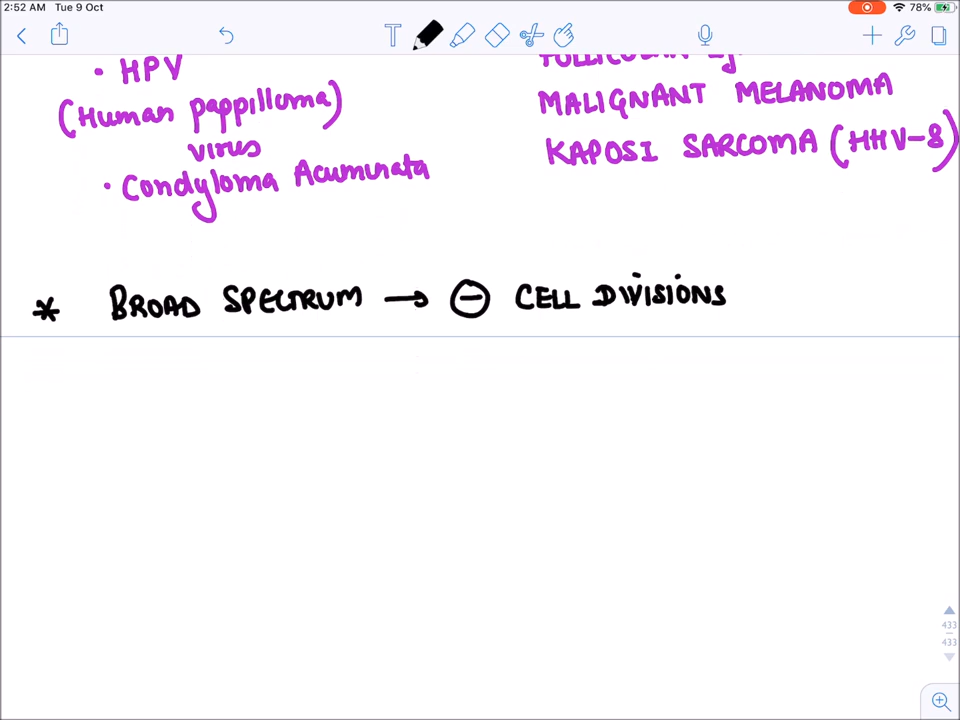 2:52 AM Tue 9 Oct
78%
T
• HPV
(Human pappilloma)
virus
• Condyloma Acuminata
MALIGNANT MELANOMA
KAPOSI SARCOMA (HHV-8)
* BROAD SPECTRUM → ⊖ CELL DIVISIONS
433
433